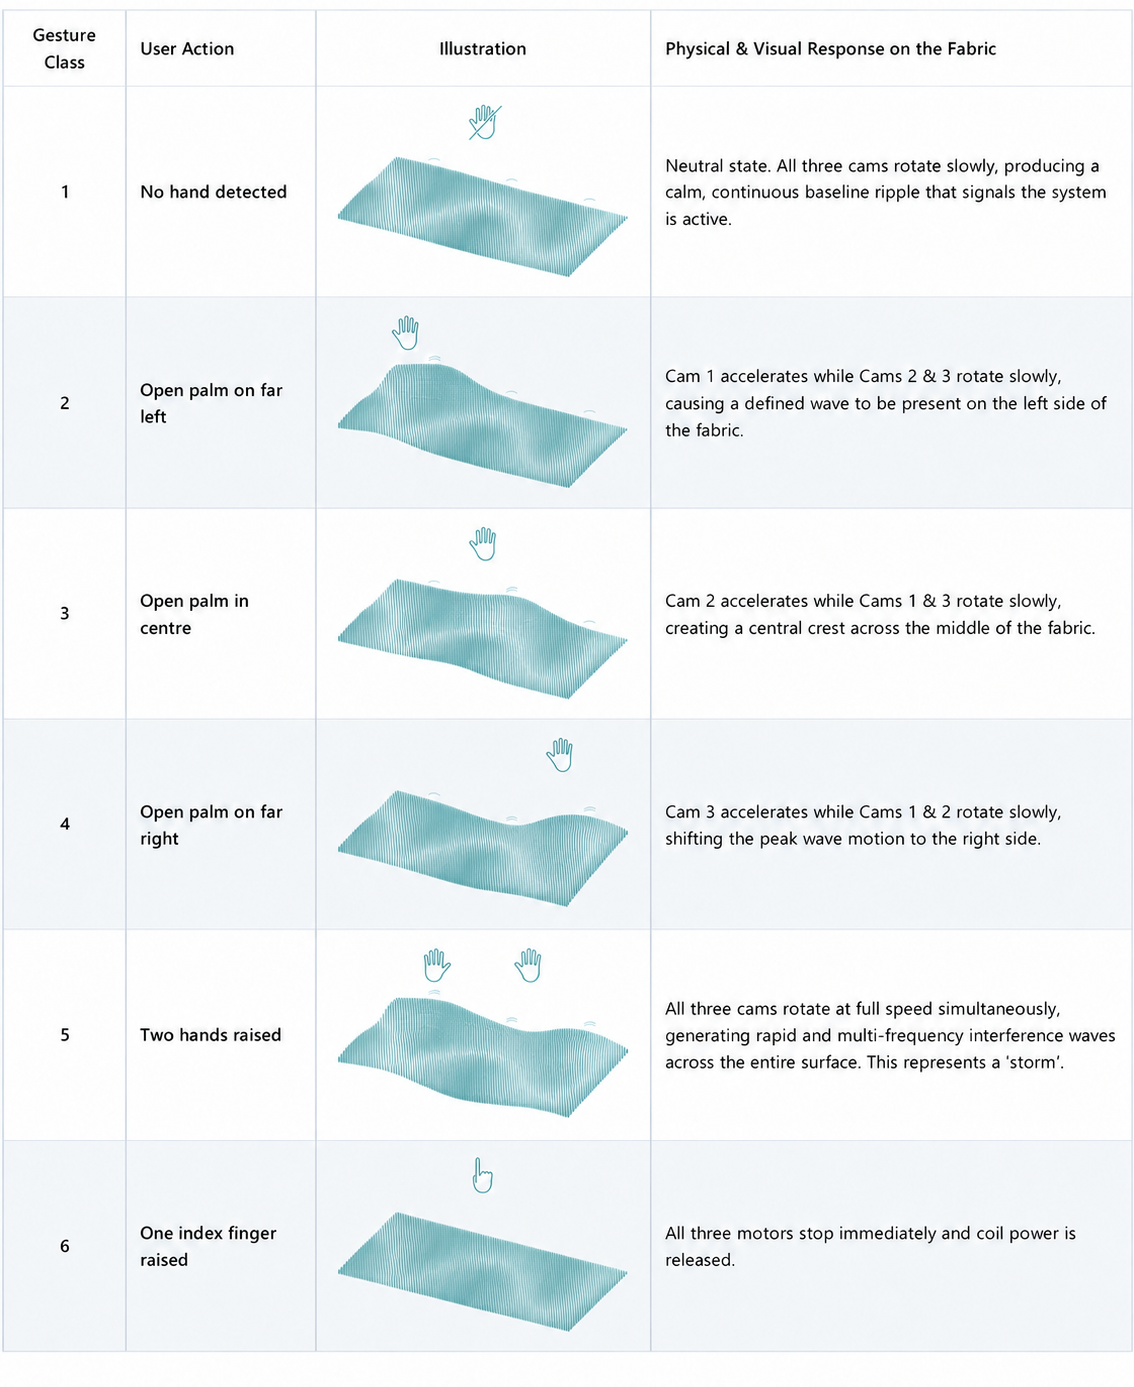 Gesture
Class
User Action
Illustration
Physical & Visual Response on the Fabric
1
No hand detected
Neutral state. All three cams rotate slowly, producing a
calm, continuous baseline ripple that signals the system
is active.
2
Open palm on far
left
Cam 1 accelerates while Cams 2 & 3 rotate slowly,
causing a defined wave to be present on the left side of
the fabric.
3
Open palm in
centre
Cam 2 accelerates while Cams 1 & 3 rotate slowly,
creating a central crest across the middle of the fabric.
4
Open palm on far
right
Cam 3 accelerates while Cams 1 & 2 rotate slowly,
shifting the peak wave motion to the right side.
5
Two hands raised
All three cams rotate at full speed simultaneously,
generating rapid and multi-frequency interference waves
across the entire surface. This represents a 'storm'.
6
One index finger
raised
All three motors stop immediately and coil power is
released.